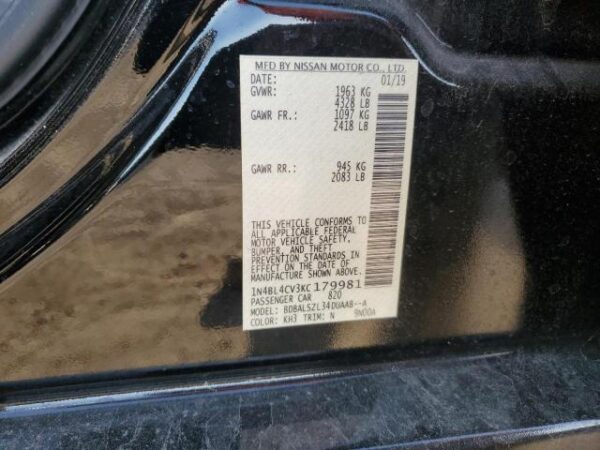 MFD BY NISSAN MOTOR CO., LTD
DATE: 01/19
GVWR: 1963 KG
4328 LB
GAWR FR.: 1097 KG
2418 LB
GAWR RR.: 945 KG
2083 LB
THIS VEHICLE CONFORMS TO
ALL APPLICABLE FEDERAL
MOTOR VEHICLE SAFETY,
BUMPER, AND THEFT
PREVENTION STANDARDS IN
EFFECT ON THE DATE OF
MANUFACTURE SHOWN ABOVE.
1N4BL4CV3KC179981
PASSENGER CAR 820
MODEL: BDBALSZL34DUAAB--A
COLOR: KH3 TRIM: N 9N00A